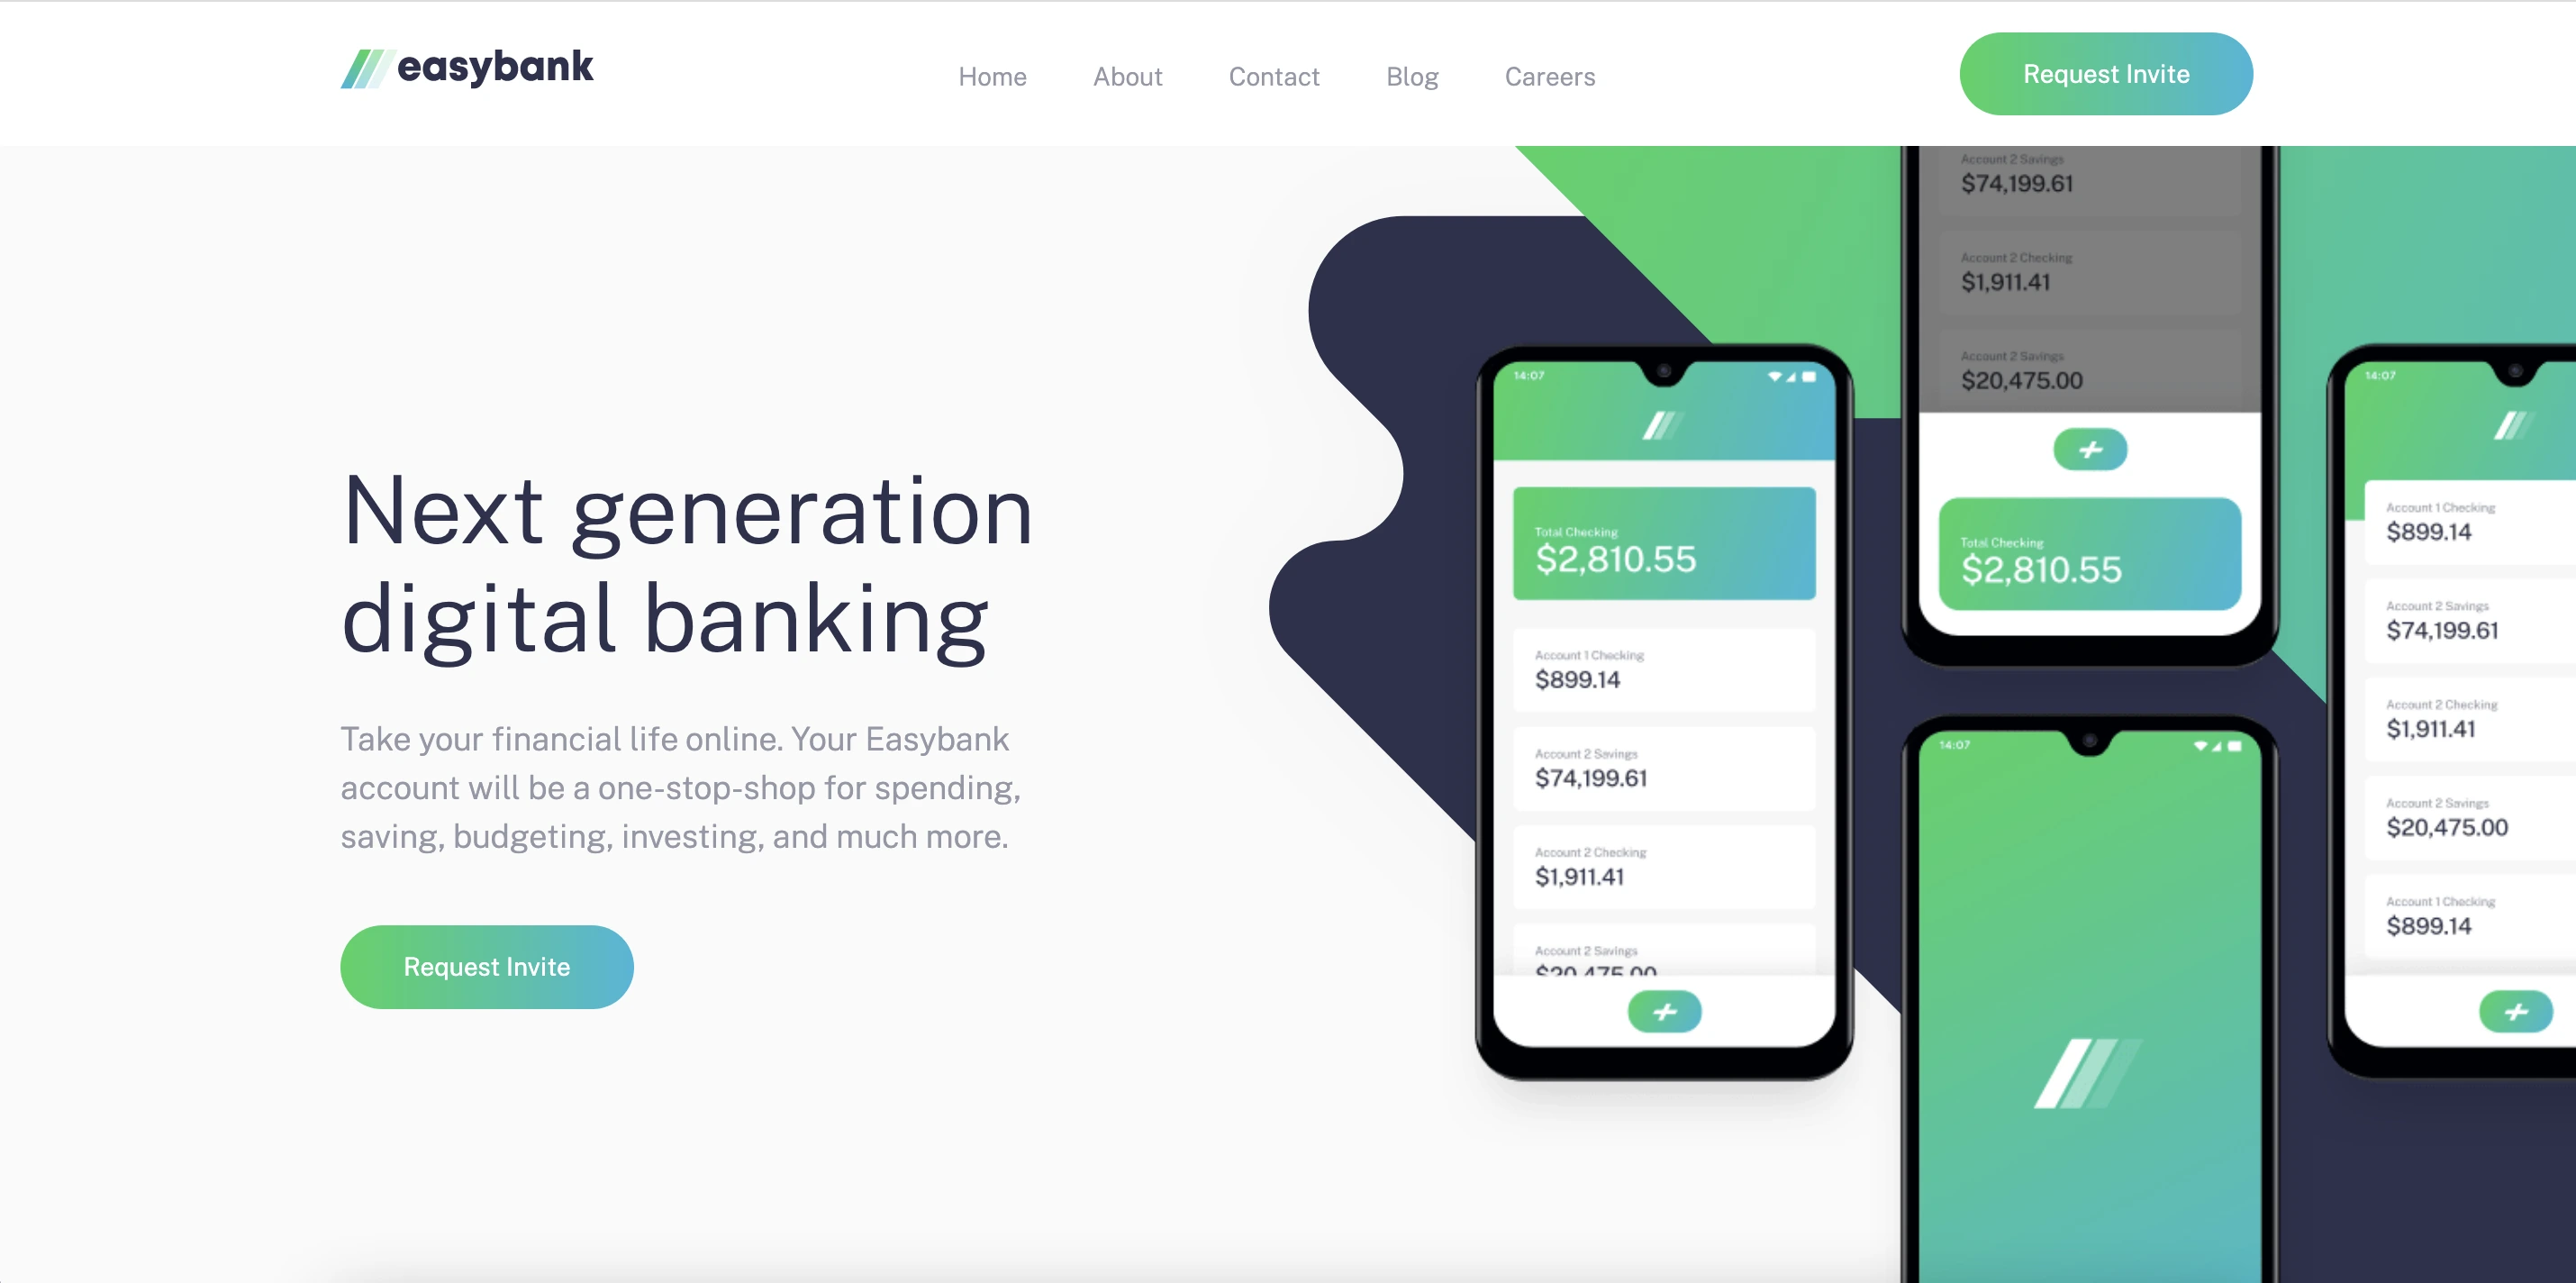 easybank
Home
About
Contact
Blog
Careers
Request Invite
Next generation
digital banking
Take your financial life online. Your Easybank
account will be a one-stop-shop for spending,
saving, budgeting, investing, and much more.
Request Invite
14:07
Total Checking
$2,810.55
Account 1 Checking
$899.14
Account 2 Savings
$74,199.61
Account 2 Checking
$1,911.41
Account 2 Savings
$20,475.00
Account 2 Savings
$74,199.61
Account 2 Checking
$1,911.41
Account 2 Savings
$20,475.00
Total Checking
$2,810.55
14:07
14:07
Account 1 Checking
$899.14
Account 2 Savings
$74,199.61
Account 2 Checking
$1,911.41
Account 2 Savings
$20,475.00
Account 1 Checking
$899.14